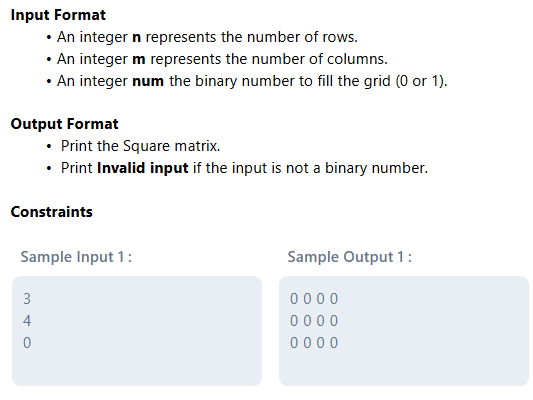 Input Format
• An integer n represents the number of rows.
• An integer m represents the number of columns.
• An integer num the binary number to fill the grid (0 or 1).
Output Format
• Print the Square matrix.
• Print Invalid input if the input is not a binary number.
Constraints
Sample Input 1 :
3
4
0
Sample Output 1 :
0 0 0 0
0 0 0 0
0 0 0 0